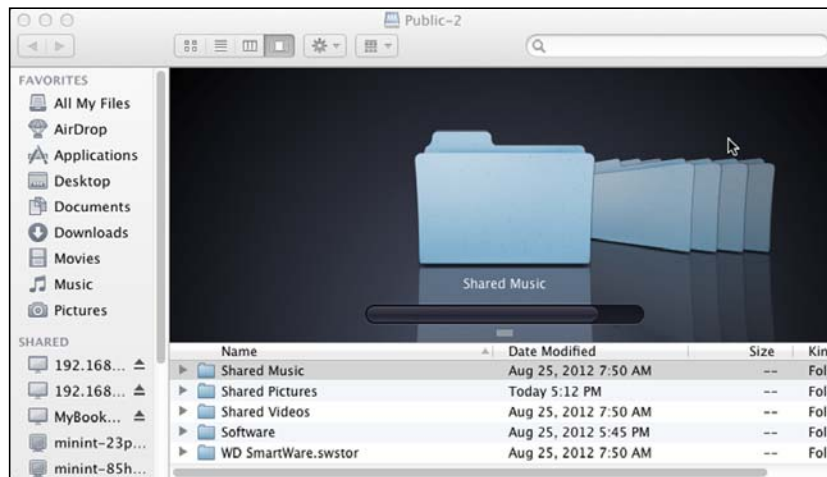 Public-2
FAVORITES
All My Files
AirDrop
Applications
Desktop
Documents
Downloads
Movies
Music
Pictures
SHARED
192.168...
192.168...
MyBook...
minint-23p...
minint-85h...
Shared Music
Name Date Modified Size Kin
Shared Music Aug 25, 2012 7:50 AM -- Fol
Shared Pictures Today 5:12 PM -- Fol
Shared Videos Aug 25, 2012 7:50 AM -- Fol
Software Aug 25, 2012 5:45 PM -- Fol
WD SmartWare.swstor Aug 25, 2012 7:50 AM -- Fol